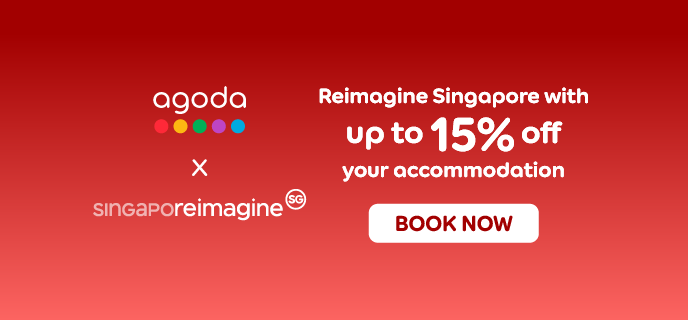 agoda
X
SINGAPOreimagine SG
Reimagine Singapore with
up to 15% off
your accommodation
BOOK NOW